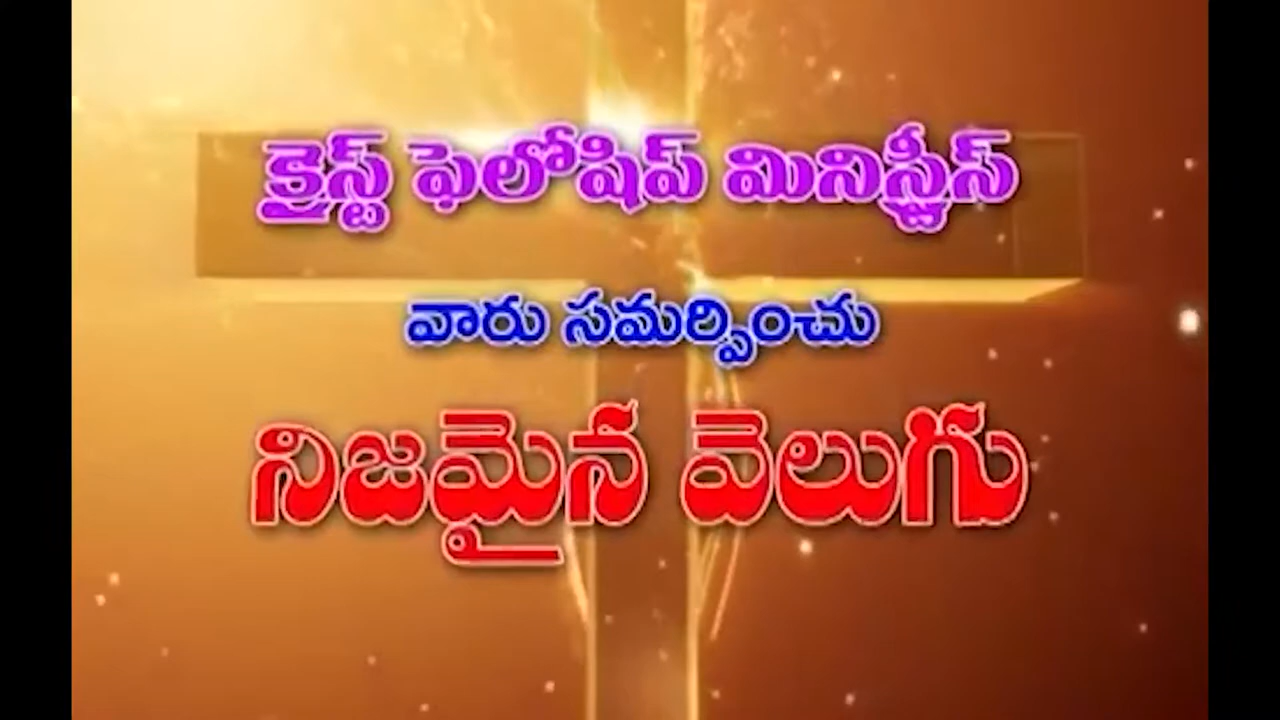 క్రైస్ట్ ఫెలోషిప్ మినిస్ట్రీస్
వారు సమర్పించు
నిజమైన వెలుగు